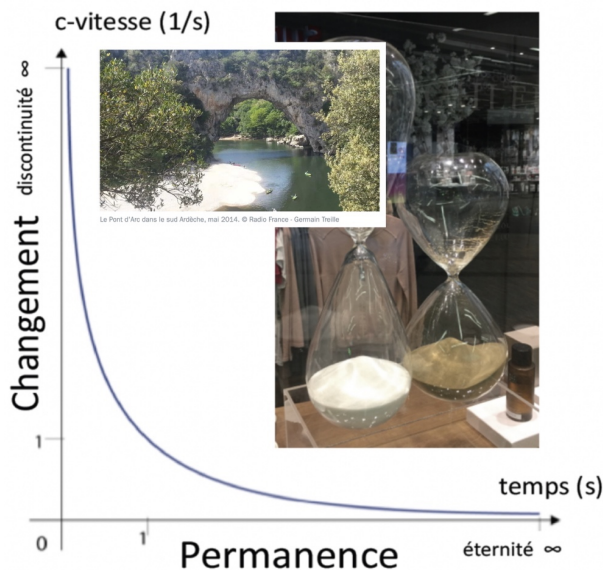 c-vitesse (1/s)
discontinuité ∞
Changement
Le Pont d'Arc dans le sud Ardèche, mai 2014. © Radio France - Germain Treille
1
temps (s)
0
1
Permanence
éternité ∞